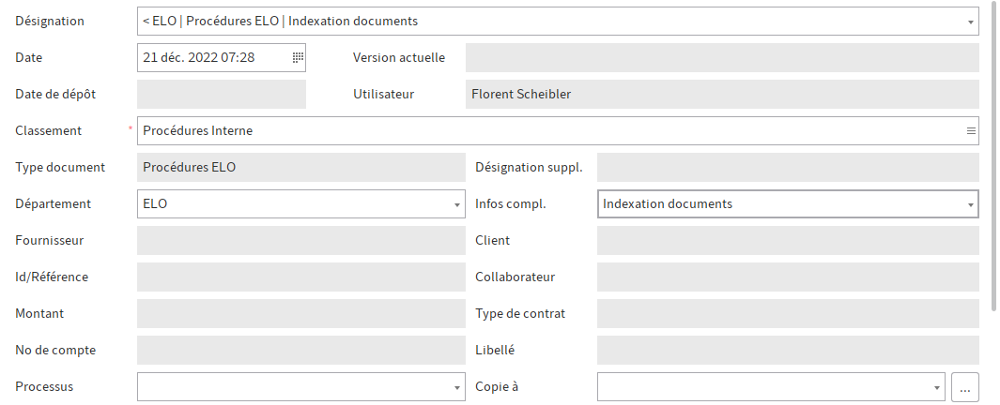 Désignation < ELO | Procédures ELO | Indexation documents
Date 21 déc. 2022 07:28 Version actuelle
Date de dépôt Utilisateur Florent Scheibler
Classement * Procédures Interne
Type document Procédures ELO Désignation suppl.
Département ELO Infos compl. Indexation documents
Fournisseur Client
Id/Référence Collaborateur
Montant Type de contrat
No de compte Libellé
Processus Copie à ...